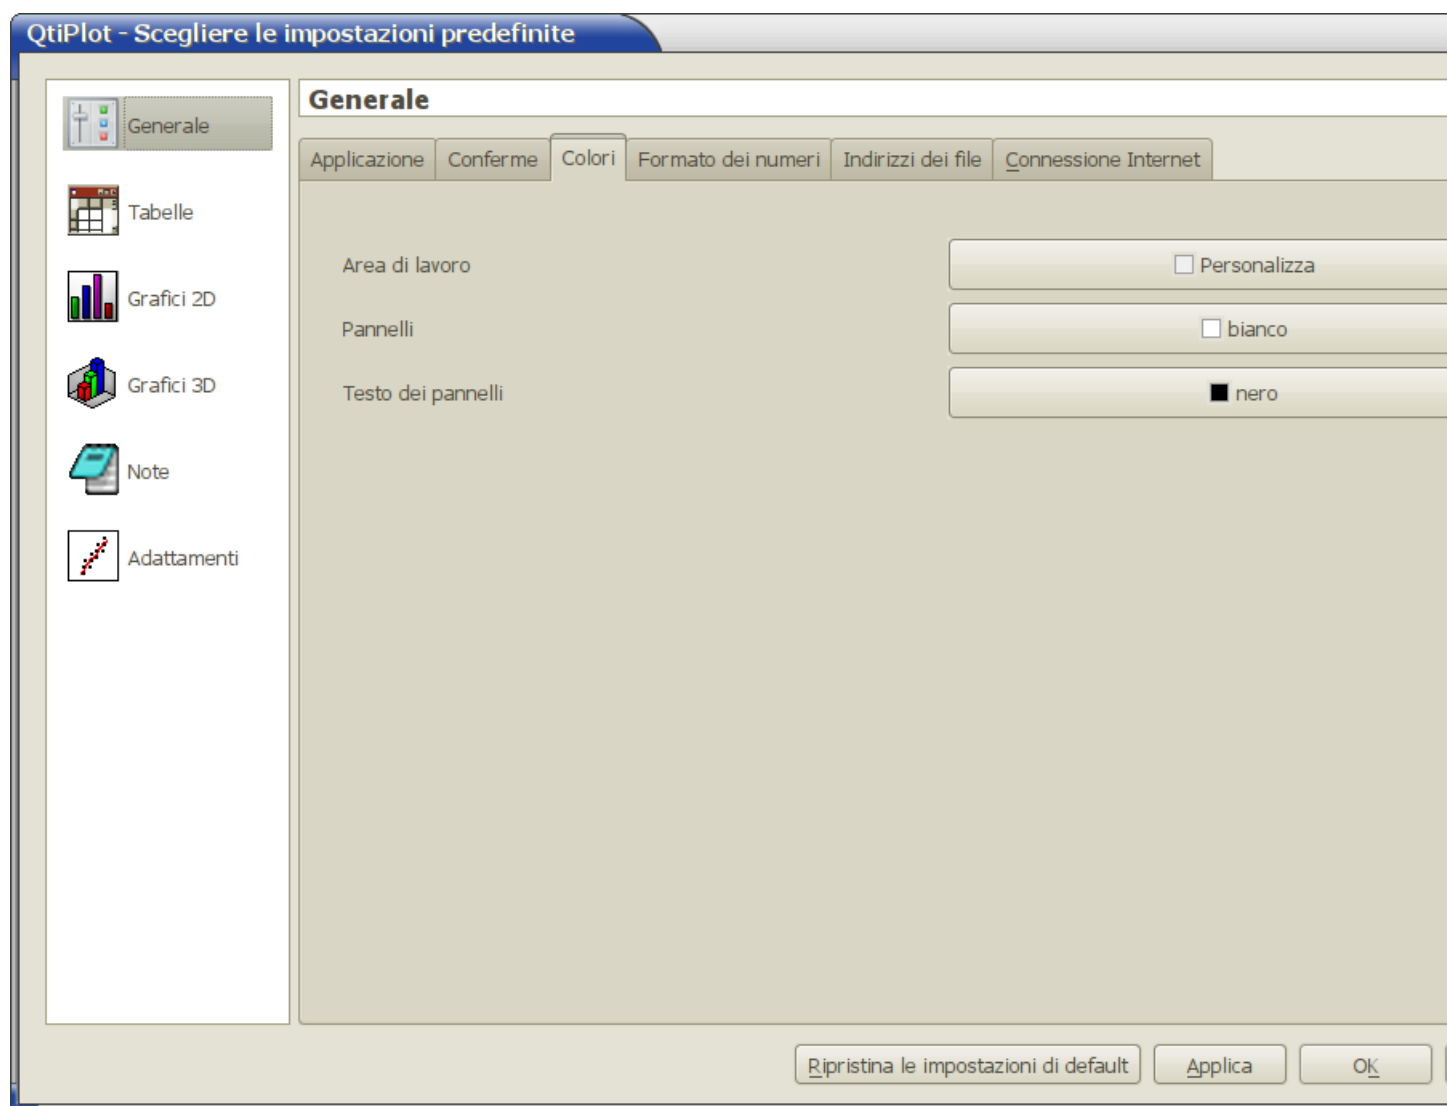 QtiPlot - Scegliere le impostazioni predefinite
Generale
Tabelle
Grafici 2D
Grafici 3D
Note
Adattamenti
Generale
Applicazione Conferme Colori Formato dei numeri Indirizzi dei file Connessione Internet
Area di lavoro Personalizza
Pannelli bianco
Testo dei pannelli nero
Ripristina le impostazioni di default Applica OK